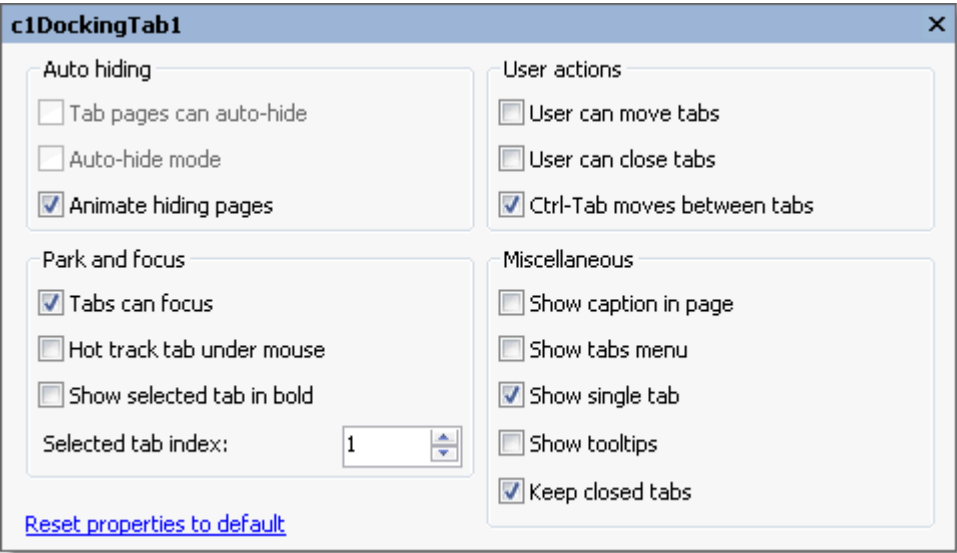 c1DockingTab1
Auto hiding
Tab pages can auto-hide
Auto-hide mode
Animate hiding pages
User actions
User can move tabs
User can close tabs
Ctrl-Tab moves between tabs
Park and focus
Tabs can focus
Hot track tab under mouse
Show selected tab in bold
Selected tab index: 1
Miscellaneous
Show caption in page
Show tabs menu
Show single tab
Show tooltips
Keep closed tabs
Reset properties to default